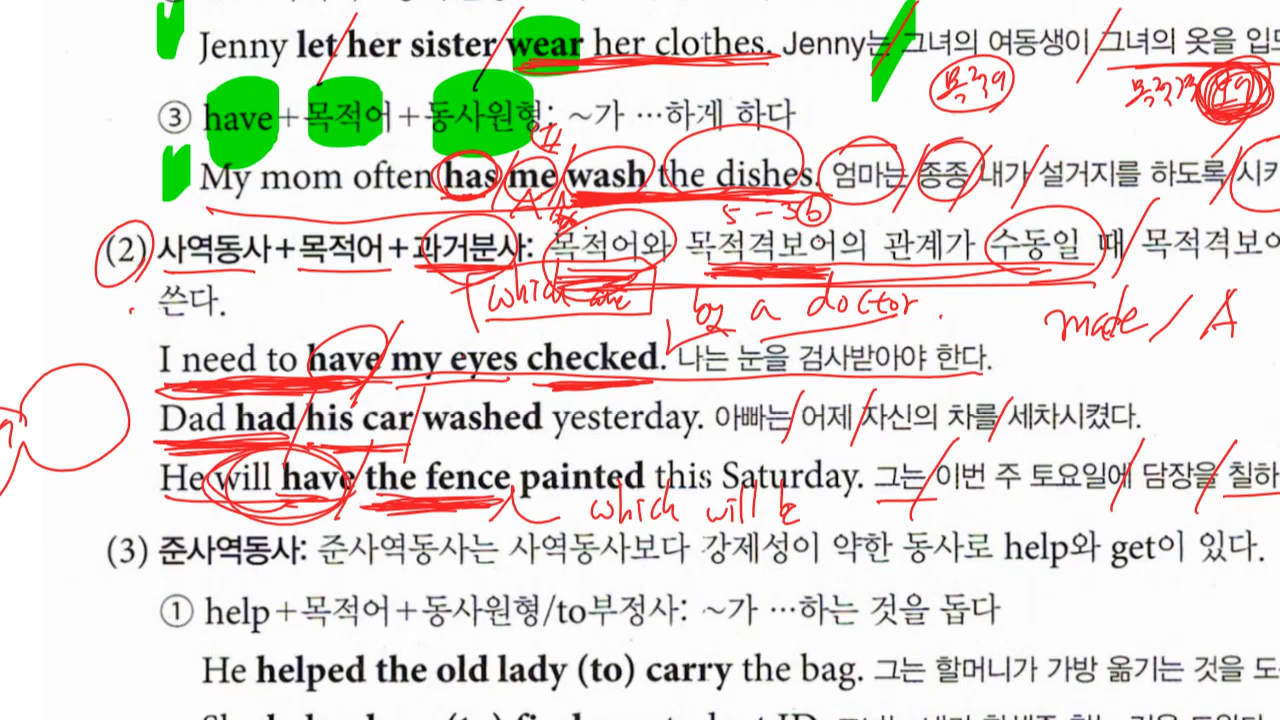 Jenny let her sister wear her clothes. Jenny는 그녀의 여동생이 그녀의 옷을 입
목적어
③ have+목적어+동사원형: ~가 …하게 하다
My mom often has me wash the dishes. 엄마는 종종 내가 설거지를 하도록 시키
5-3 ⓑ
(2) 사역동사+목적어+과거분사: 목적어와 목적격보어의 관계가 수동일 때 목적격보어
which are
쓴다.
by a doctor.
made / A
I need to have my eyes checked. 나는 눈을 검사받아야 한다.
Dad had his car washed yesterday. 아빠는 어제 자신의 차를 세차시켰다.
He will have the fence painted this Saturday. 그는 이번 주 토요일에 담장을 칠하
which will be
(3) 준사역동사: 준사역동사는 사역동사보다 강제성이 약한 동사로 help와 get이 있다.
① help+목적어+동사원형/to부정사: ~가 …하는 것을 돕다
He helped the old lady (to) carry the bag. 그는 할머니가 가방 옮기는 것을